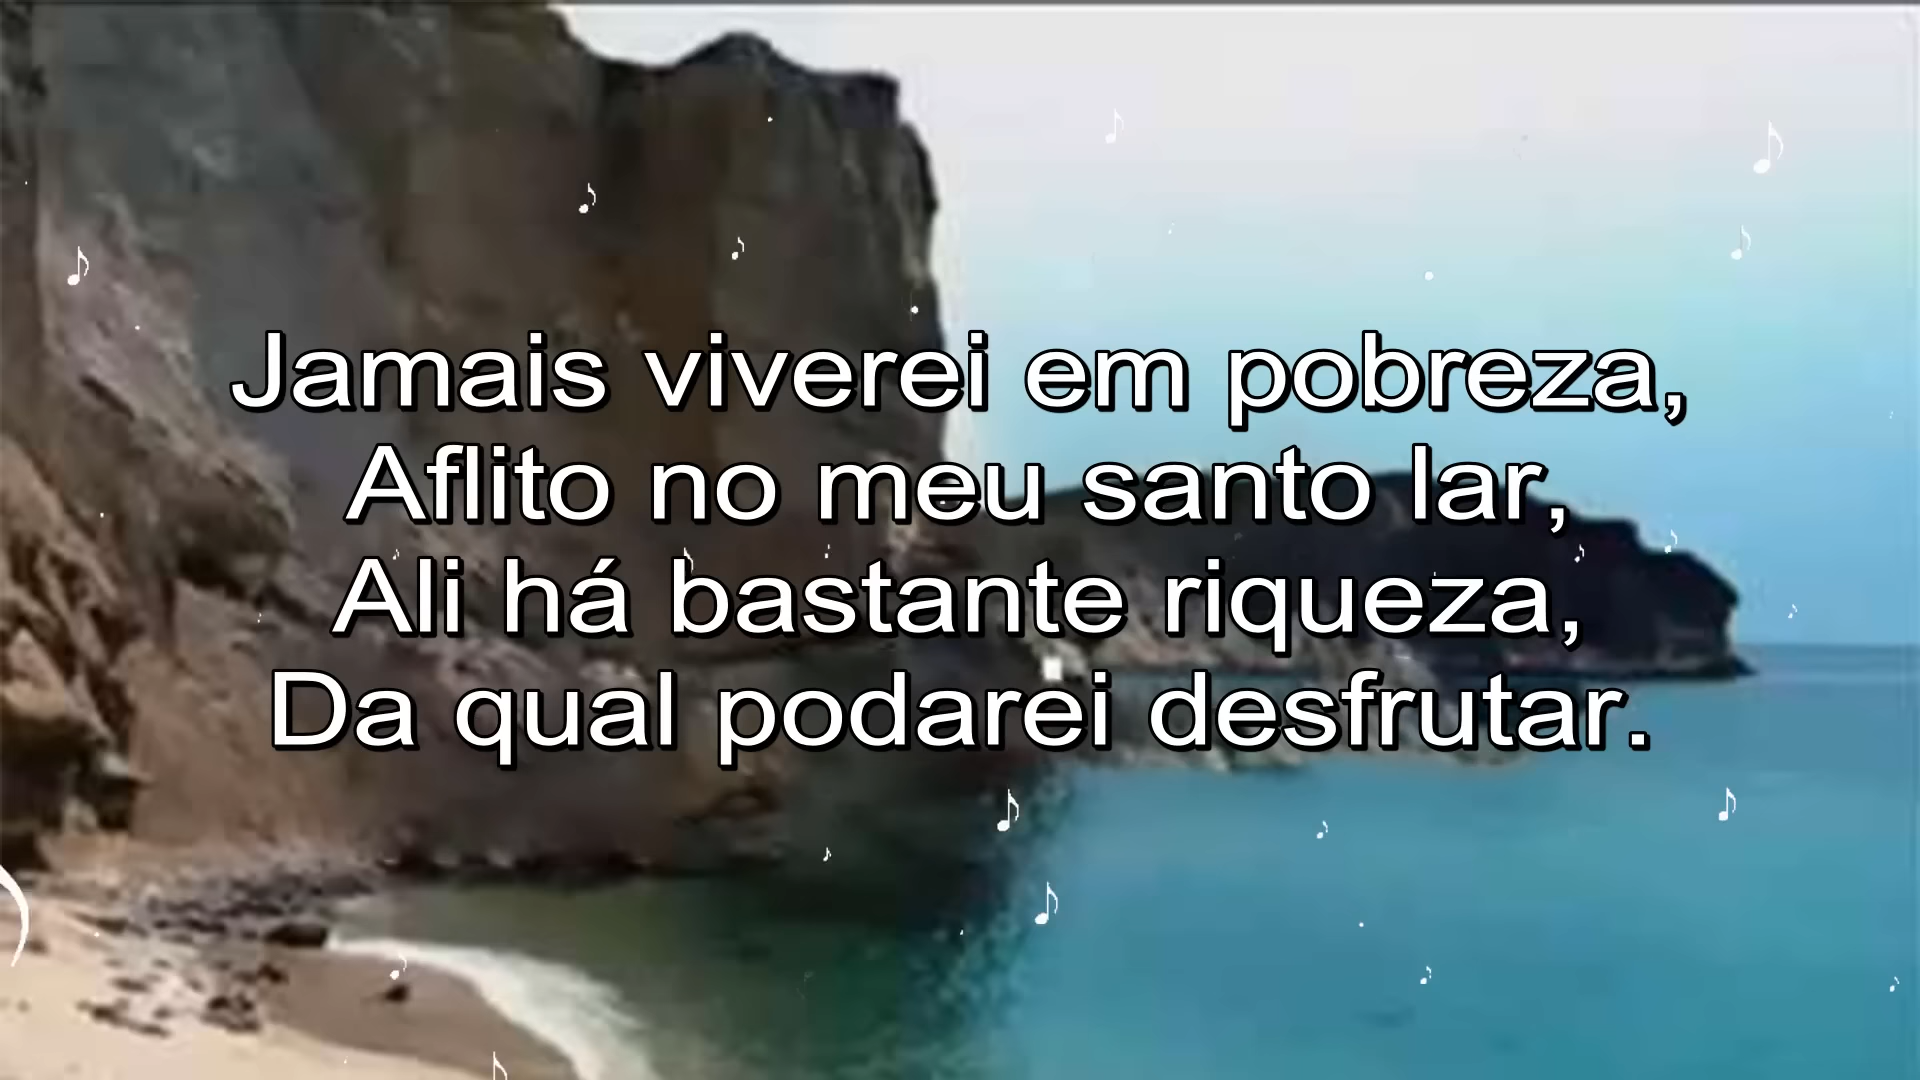 Jamais viverei em pobreza,
Aflito no meu santo lar,
Ali há bastante riqueza,
Da qual podarei desfrutar.